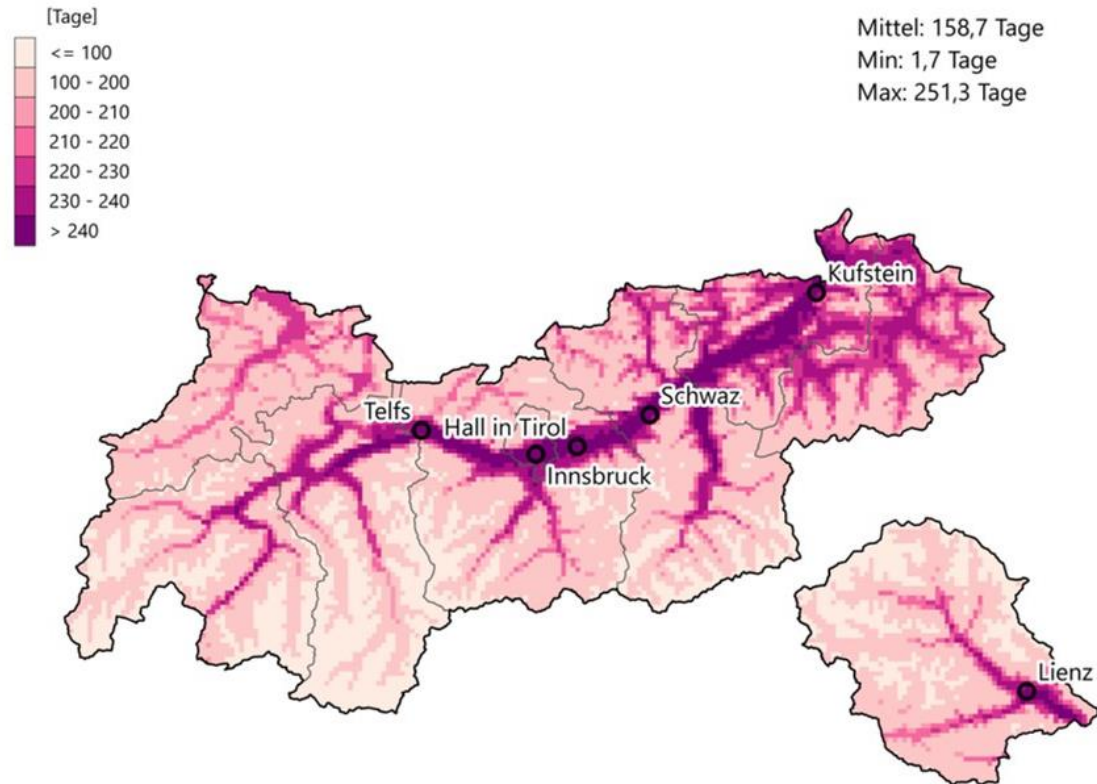 [Tage]
<= 100
100 - 200
200 - 210
210 - 220
220 - 230
230 - 240
> 240
Mittel: 158,7 Tage
Min: 1,7 Tage
Max: 251,3 Tage
Kufstein
Schwaz
Telfs
Hall in Tirol
Innsbruck
Lienz